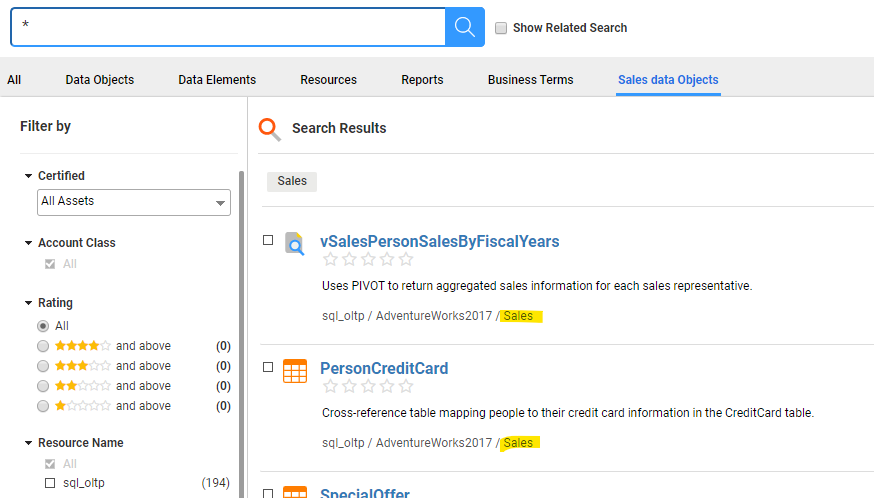 *
Show Related Search
All Data Objects Data Elements Resources Reports Business Terms Sales data Objects
Filter by
Certified
All Assets
Account Class
All
Rating
All
and above (0)
and above (0)
and above (0)
and above (0)
Resource Name
All
sql_oltp (194)
Search Results
Sales
vSalesPersonSalesByFiscalYears
Uses PIVOT to return aggregated sales information for each sales representative.
sql_oltp / AdventureWorks2017 / Sales
PersonCreditCard
Cross-reference table mapping people to their credit card information in the CreditCard table.
sql_oltp / AdventureWorks2017 / Sales
SpecialOffer